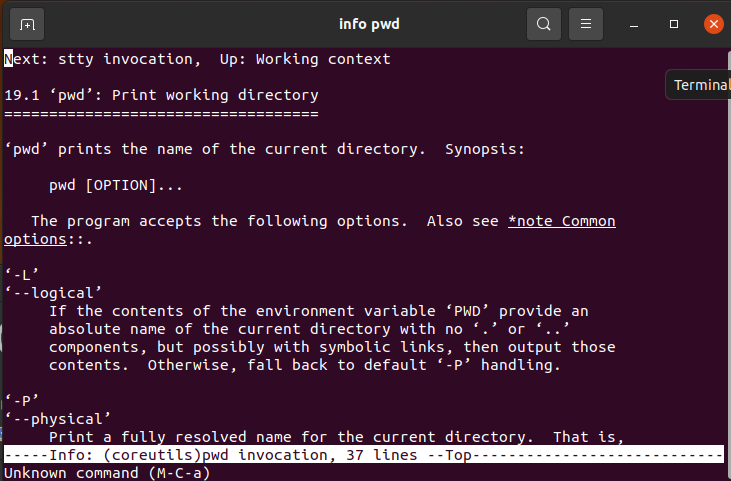 info pwd
Next: stty invocation,  Up: Working context
Terminal
19.1 ‘pwd’: Print working directory
===================================
‘pwd’ prints the name of the current directory.  Synopsis:
pwd [OPTION]...
The program accepts the following options.  Also see *note Common
options::.
‘-L’
‘--logical’
If the contents of the environment variable ‘PWD’ provide an
absolute name of the current directory with no ‘.’ or ‘..’
components, but possibly with symbolic links, then output those
contents.  Otherwise, fall back to default ‘-P’ handling.
‘-P’
‘--physical’
Print a fully resolved name for the current directory.  That is,
-----Info: (coreutils)pwd invocation, 37 lines --Top----------------------------
Unknown command (M-C-a)